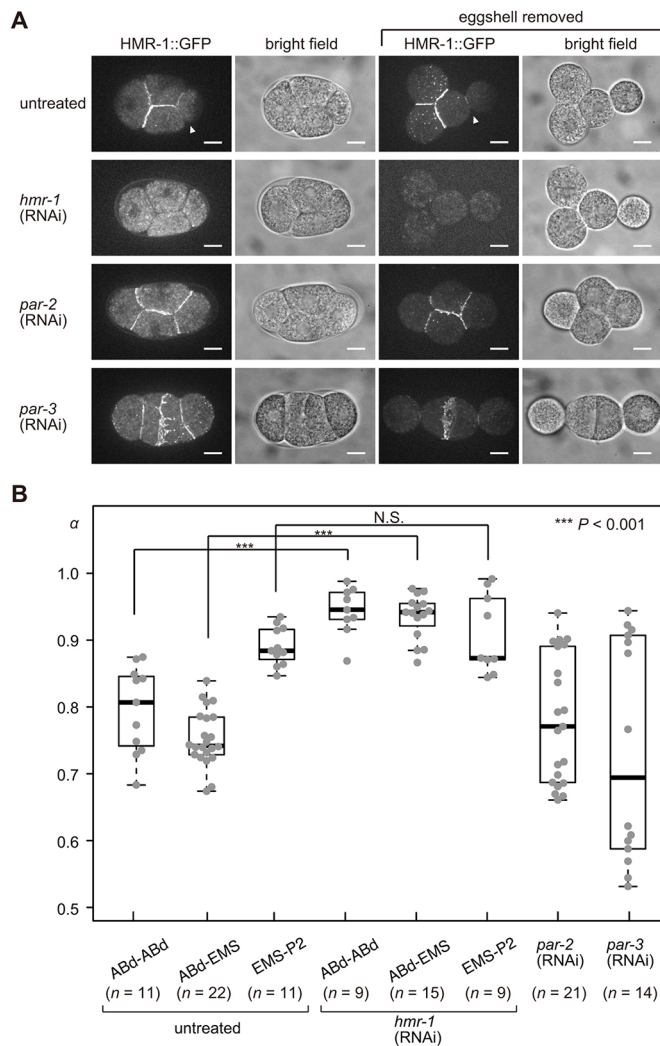 A
eggshell removed
HMR-1::GFP bright field HMR-1::GFP bright field
untreated
hmr-1
(RNAi)
par-2
(RNAi)
par-3
(RNAi)
B
α
N.S.
*** P < 0.001
***
***
1.0
0.9
0.8
0.7
0.6
0.5
ABd-ABd ABd-EMS EMS-P2 ABd-ABd ABd-EMS EMS-P2 par-2 par-3
(RNAi) (RNAi)
(n = 11) (n = 22) (n = 11) (n = 9) (n = 15) (n = 9) (n = 21) (n = 14)
untreated hmr-1
(RNAi)